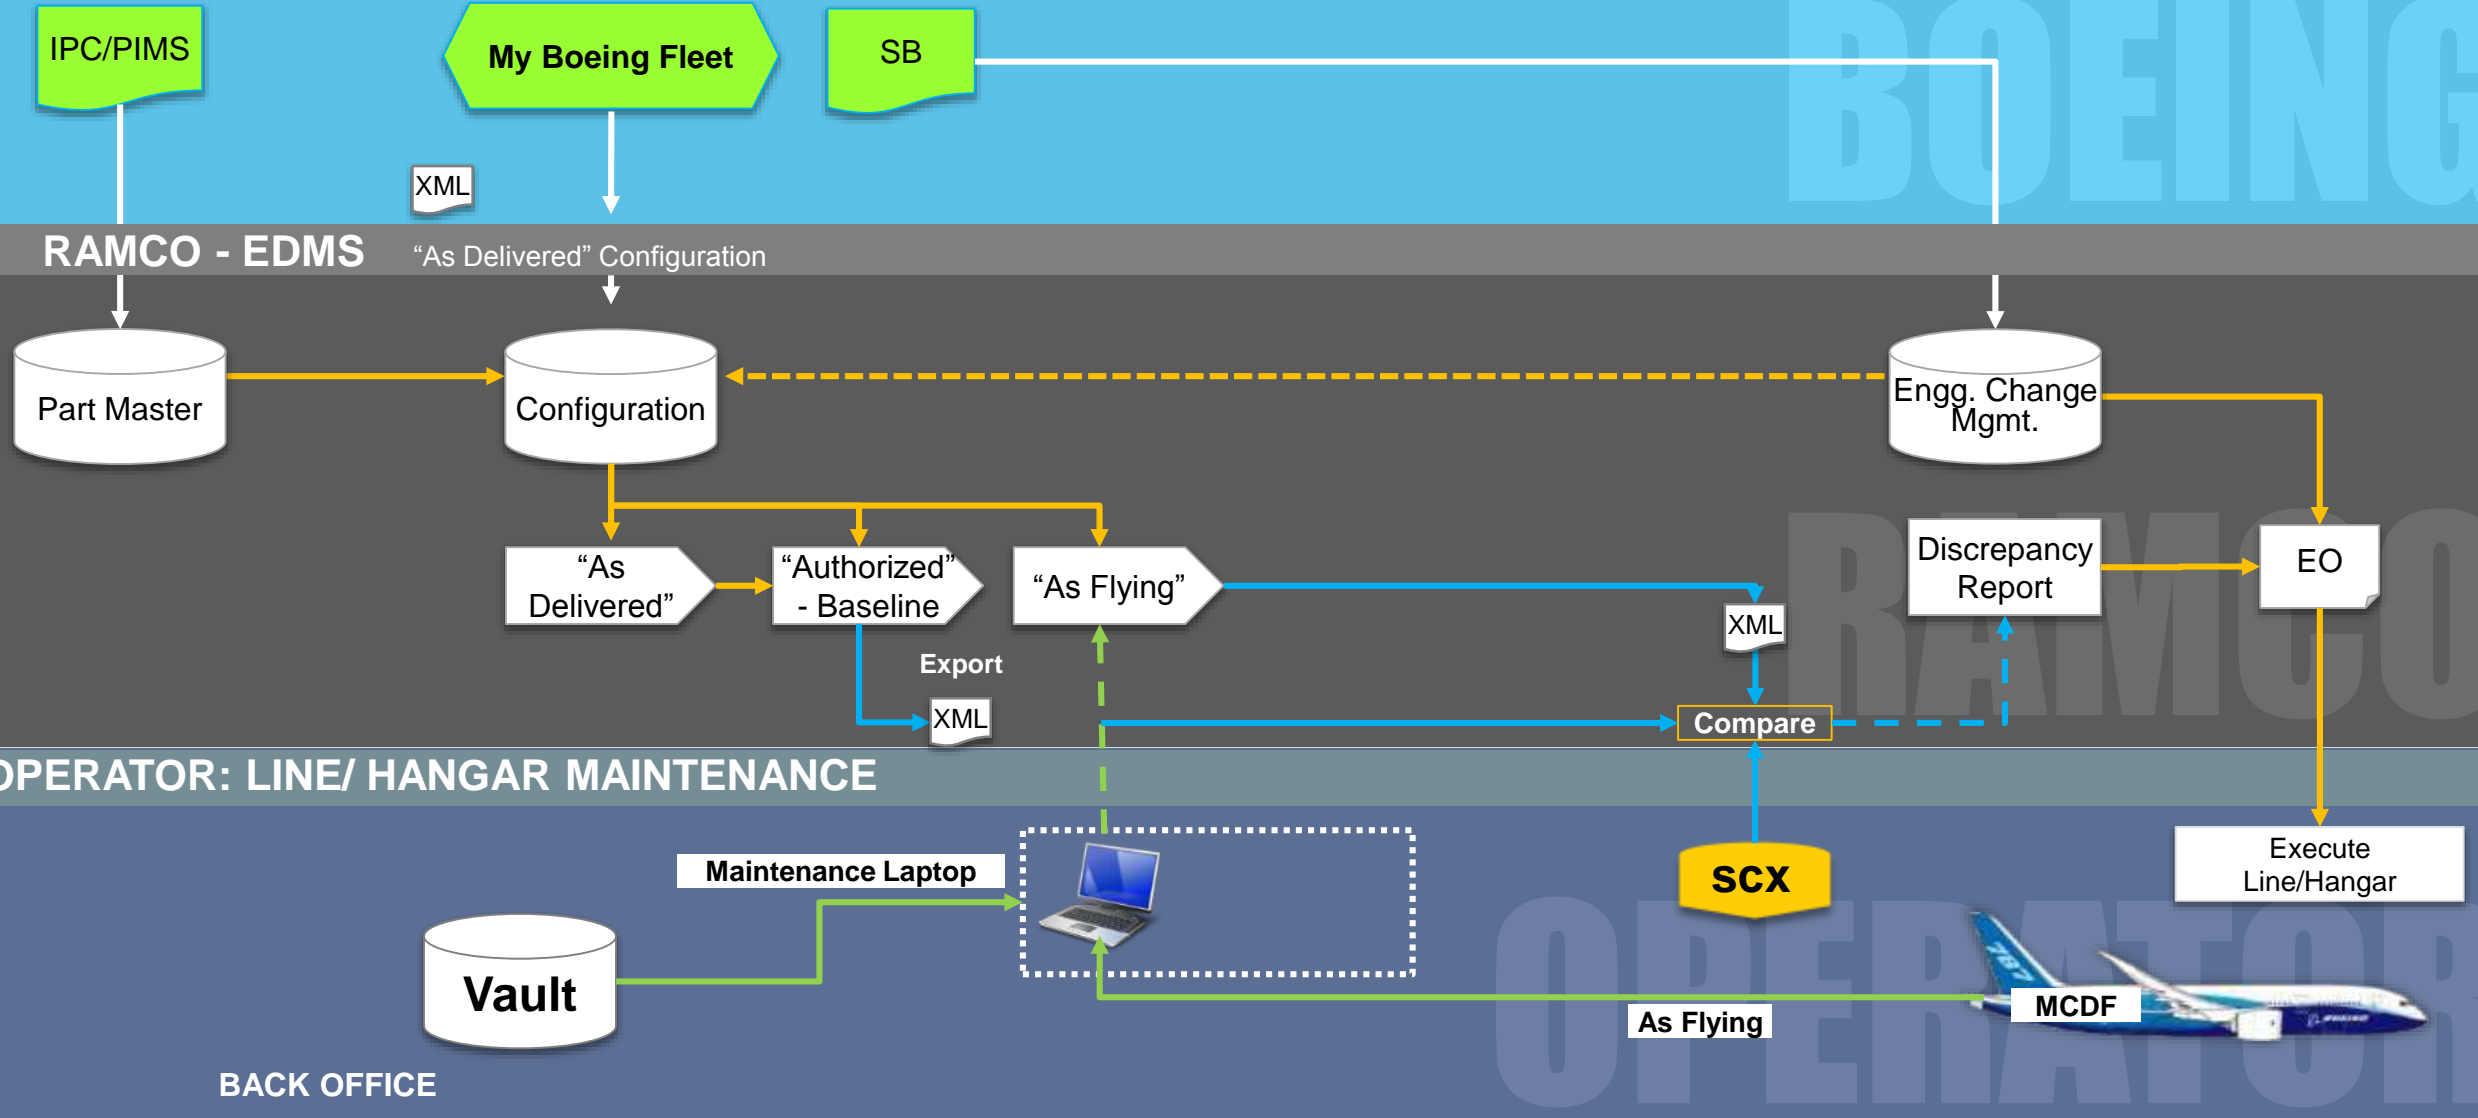 BOEING
IPC/PIMS
My Boeing Fleet
SB
XML
RAMCO - EDMS
“As Delivered” Configuration
Part Master
Configuration
Engg. Change
Mgmt.
RAMCO
“As
Delivered”
“Authorized”
- Baseline
“As Flying”
XML
Discrepancy
Report
EO
Export
XML
Compare
OPERATOR: LINE/ HANGAR MAINTENANCE
Maintenance Laptop
scx
Execute
Line/Hangar
OPERATOR
Vault
787
MCDF
BOEING
As Flying
BACK OFFICE